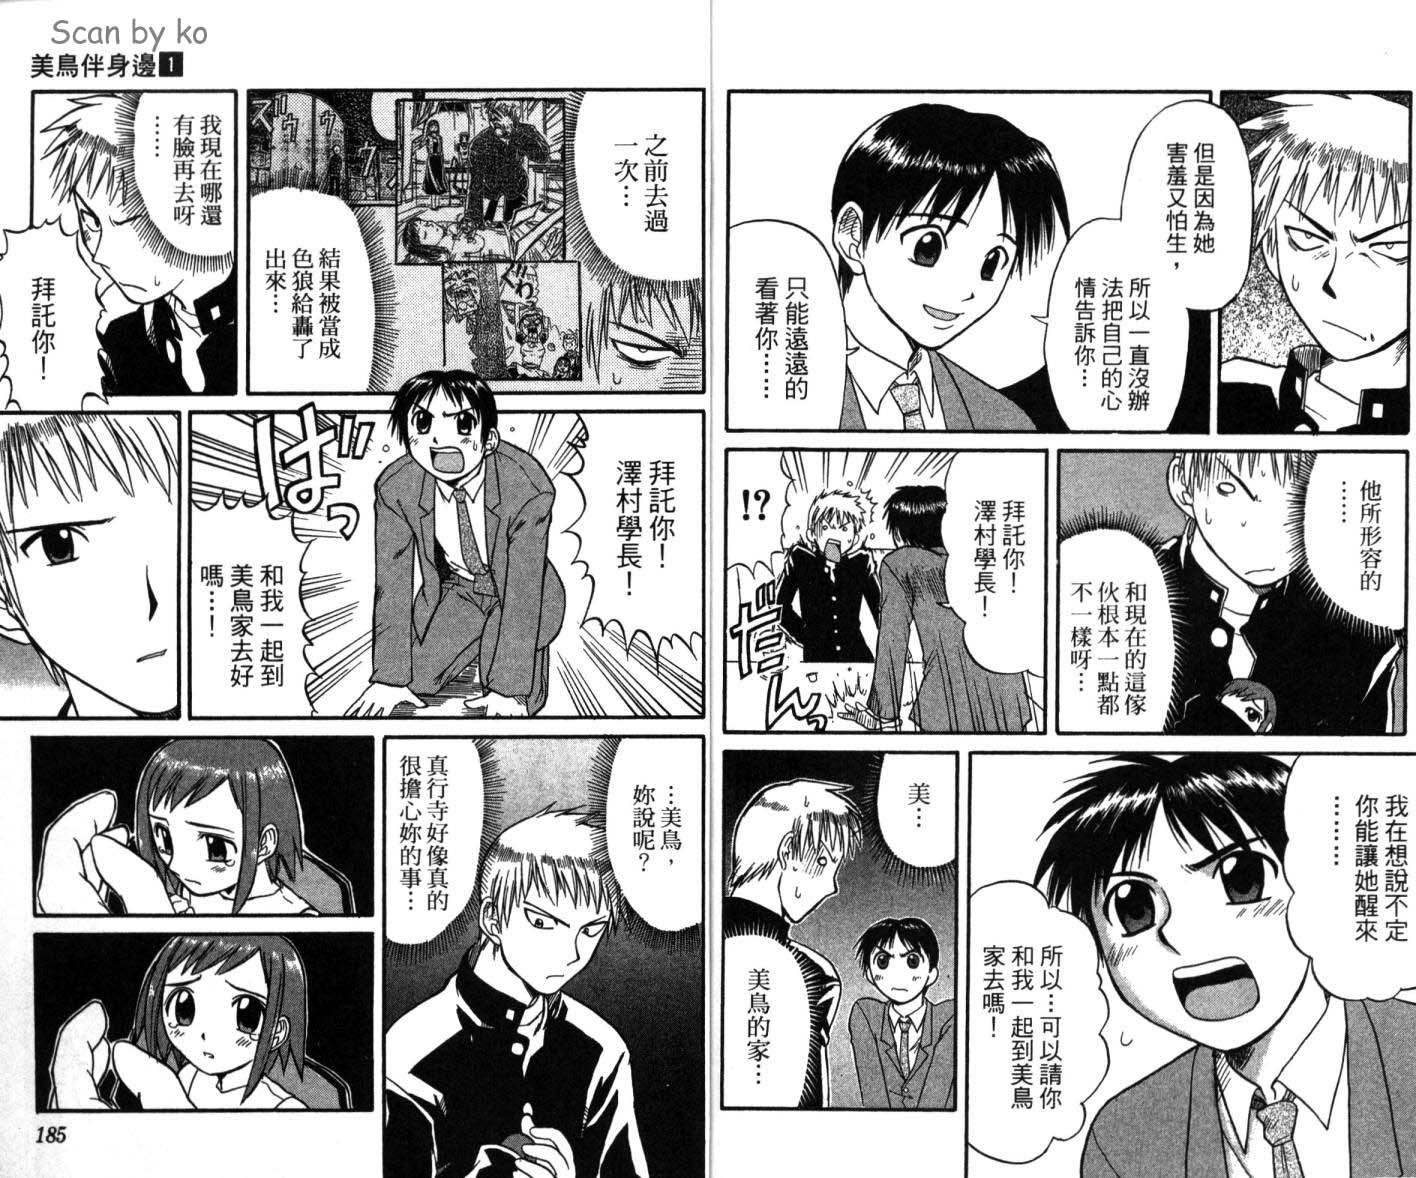 Scan by ko
美鳥伴身邊1
但是因為她
害羞又怕生，
所以一直沒辦
法把自己的心
情告訴你…
只能遠遠的
看著你……
他所形容的
……
和現在的這傢
伙根本一點都
不一樣呀…
拜託你！
澤村學長！
!?
だんっ
我在想說不定
你能讓她醒來
………
所以…可以請你
和我一起到美鳥
家去嗎！
美…
美鳥的家…
之前去過
一次…
結果被當成
色狼給轟了
出來…
ズウウウ
我現在哪還
有臉再去呀
……
拜託你！
拜託你！
澤村學長！
ばっ
和我一起到
美鳥家去好
嗎…！
…美鳥，
妳說呢？
真行寺好像真的
很擔心妳的事…
185